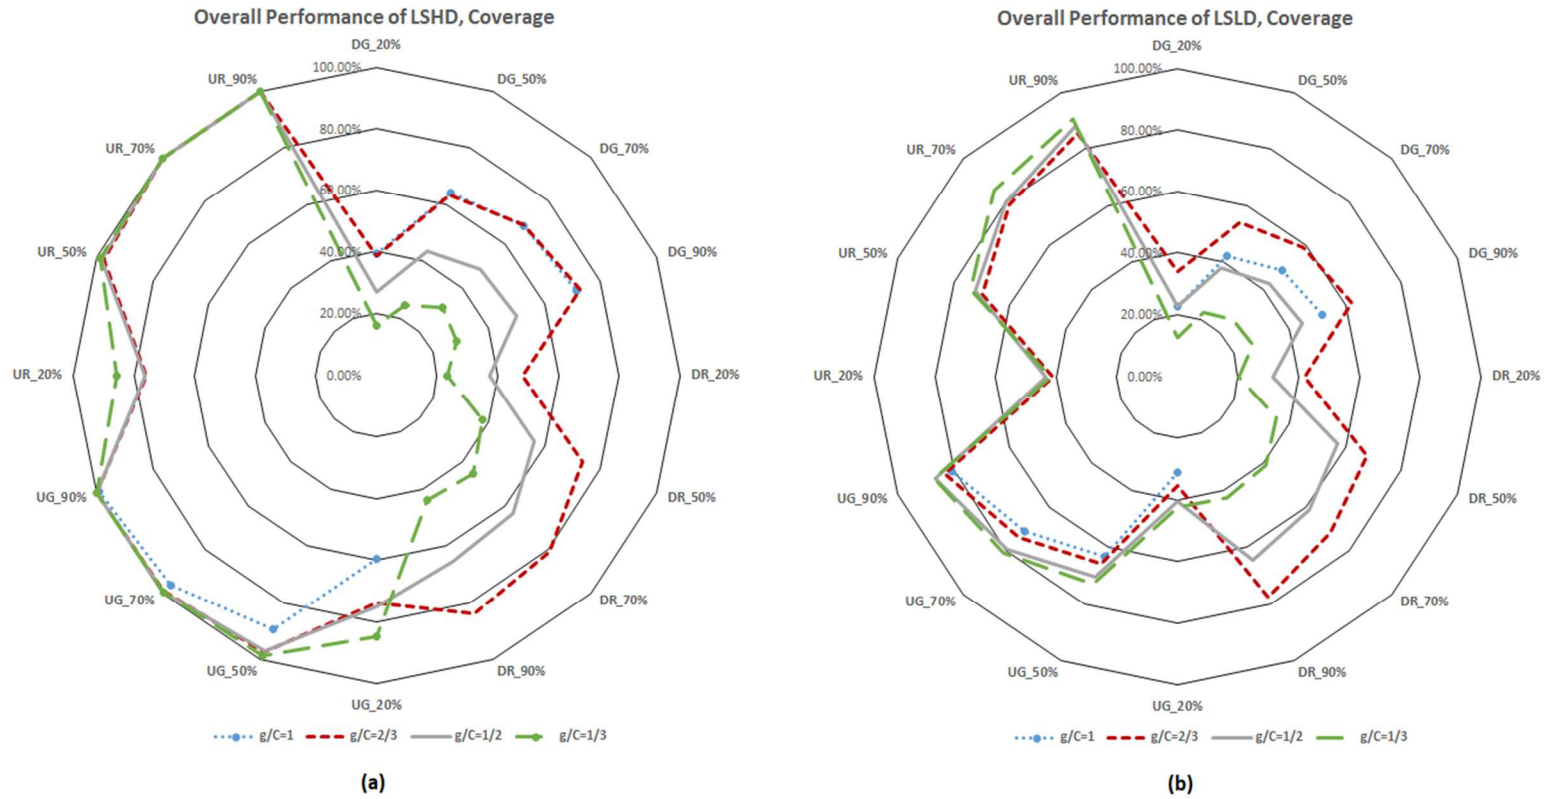 Overall Performance of LSHD, Coverage
DG_20%
100.00%
DG_50%
UR_90%
80.00%
DG_70%
UR_70%
60.00%
DG_90%
UR_50%
40.00%
20.00%
DR_20%
UR_20%
0.00%
DR_50%
UG_90%
DR_70%
UG_70%
DR_90%
UG_50%
UG_20%
g/C=1
g/C=2/3
g/C=1/2
g/C=1/3
(a)
Overall Performance of LSLD, Coverage
DG_20%
100.00%
DG_50%
UR_90%
80.00%
DG_70%
UR_70%
60.00%
DG_90%
UR_50%
40.00%
20.00%
DR_20%
UR_20%
0.00%
DR_50%
UG_90%
DR_70%
UG_70%
DR_90%
UG_50%
UG_20%
g/C=1
g/C=2/3
g/C=1/2
g/C=1/3
(b)